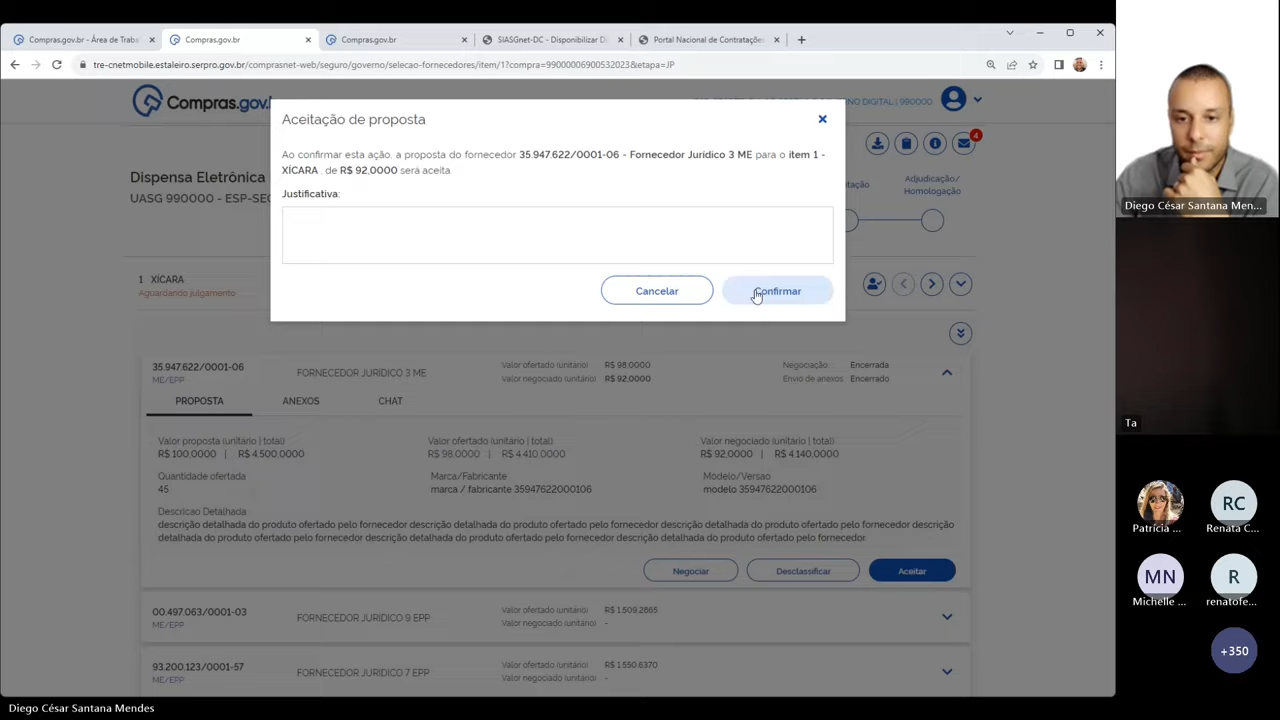 Compras.gov.br - Área de Traba
Compras.gov.br
Compras.gov.br
SIASGnet-DC - Disponibilizar Di
Portal Nacional de Contratações
tre-cnetmobile.estaleiro.serpro.gov.br/comprasnet-web/seguro/governo/selecao-fornecedores/item/1?compra=99000006900532023&etapa=JP
Compras.g
NO DIGITAL | 990000
4
Dispensa Eletrônica
UASG 990000 - ESP-SE
Adjudicação/
Homologação
Aceitação de proposta
Ao confirmar esta ação, a proposta do fornecedor 35.947.622/0001-06 - Fornecedor Jurídico 3 ME para o item 1 -
XÍCARA , de R$ 92,0000 será aceita.
Justificativa:
Cancelar
Confirmar
1 XÍCARA
Aguardando julgamento
35.947.622/0001-06
ME/EPP
FORNECEDOR JURÍDICO 3 ME
Valor ofertado (unitário) R$ 98,0000
Valor negociado (unitário) R$ 92,0000
Negociação: Encerrada
Envio de anexos: Encerrado
PROPOSTA ANEXOS CHAT
Valor proposta (unitário | total)
R$ 100,0000 | R$ 4.500,0000
Valor ofertado (unitário | total)
R$ 98,0000 | R$ 4.410,0000
Valor negociado (unitário | total)
R$ 92,0000 | R$ 4.140,0000
Quantidade ofertada
45
Marca/Fabricante
marca / fabricante 35947622000106
Modelo/Versao
modelo 35947622000106
Descricao Detalhada
descrição detalhada do produto ofertado pelo fornecedor descrição detalhada do produto ofertado pelo fornecedor descrição detalhada do produto ofertado pelo fornecedor descrição
detalhada do produto ofertado pelo fornecedor descrição detalhada do produto ofertado pelo fornecedor descrição detalhada do produto ofertado pelo fornecedor.
Negociar
Desclassificar
Aceitar
00.497.063/0001-03
ME/EPP
FORNECEDOR JURÍDICO 9 EPP
Valor ofertado (unitário) R$ 1.509,2865
Valor negociado (unitário) -
93.200.123/0001-57
ME/EPP
FORNECEDOR JURÍDICO 7 EPP
Valor ofertado (unitário) R$ 1.550,6370
Valor negociado (unitário) -
Diego César Santana Men...
Ta
Patrícia ...
RC
Renata C...
MN
Michelle ...
R
renatofe...
+350
Diego César Santana Mendes